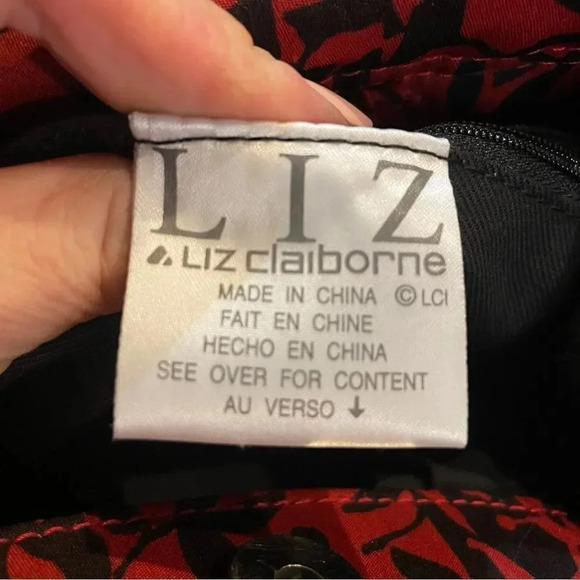 LIZ
LIZ claiborne
MADE IN CHINA © LCI
FAIT EN CHINE
HECHO EN CHINA
SEE OVER FOR CONTENT
AU VERSO ↓